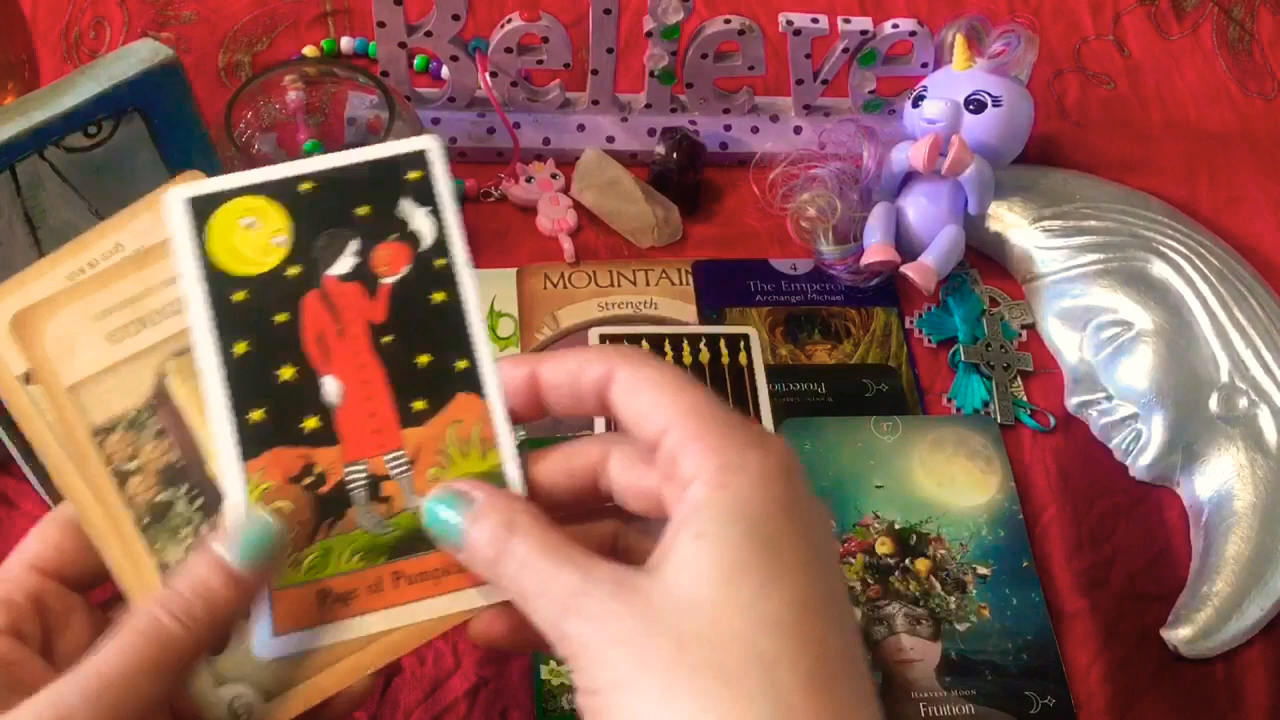 Believe
MOUNTAIN
Strength
4
The Emperor
Archangel Michael
Protection
37
Page of Pumpkins
HARVEST MOON
Fruition